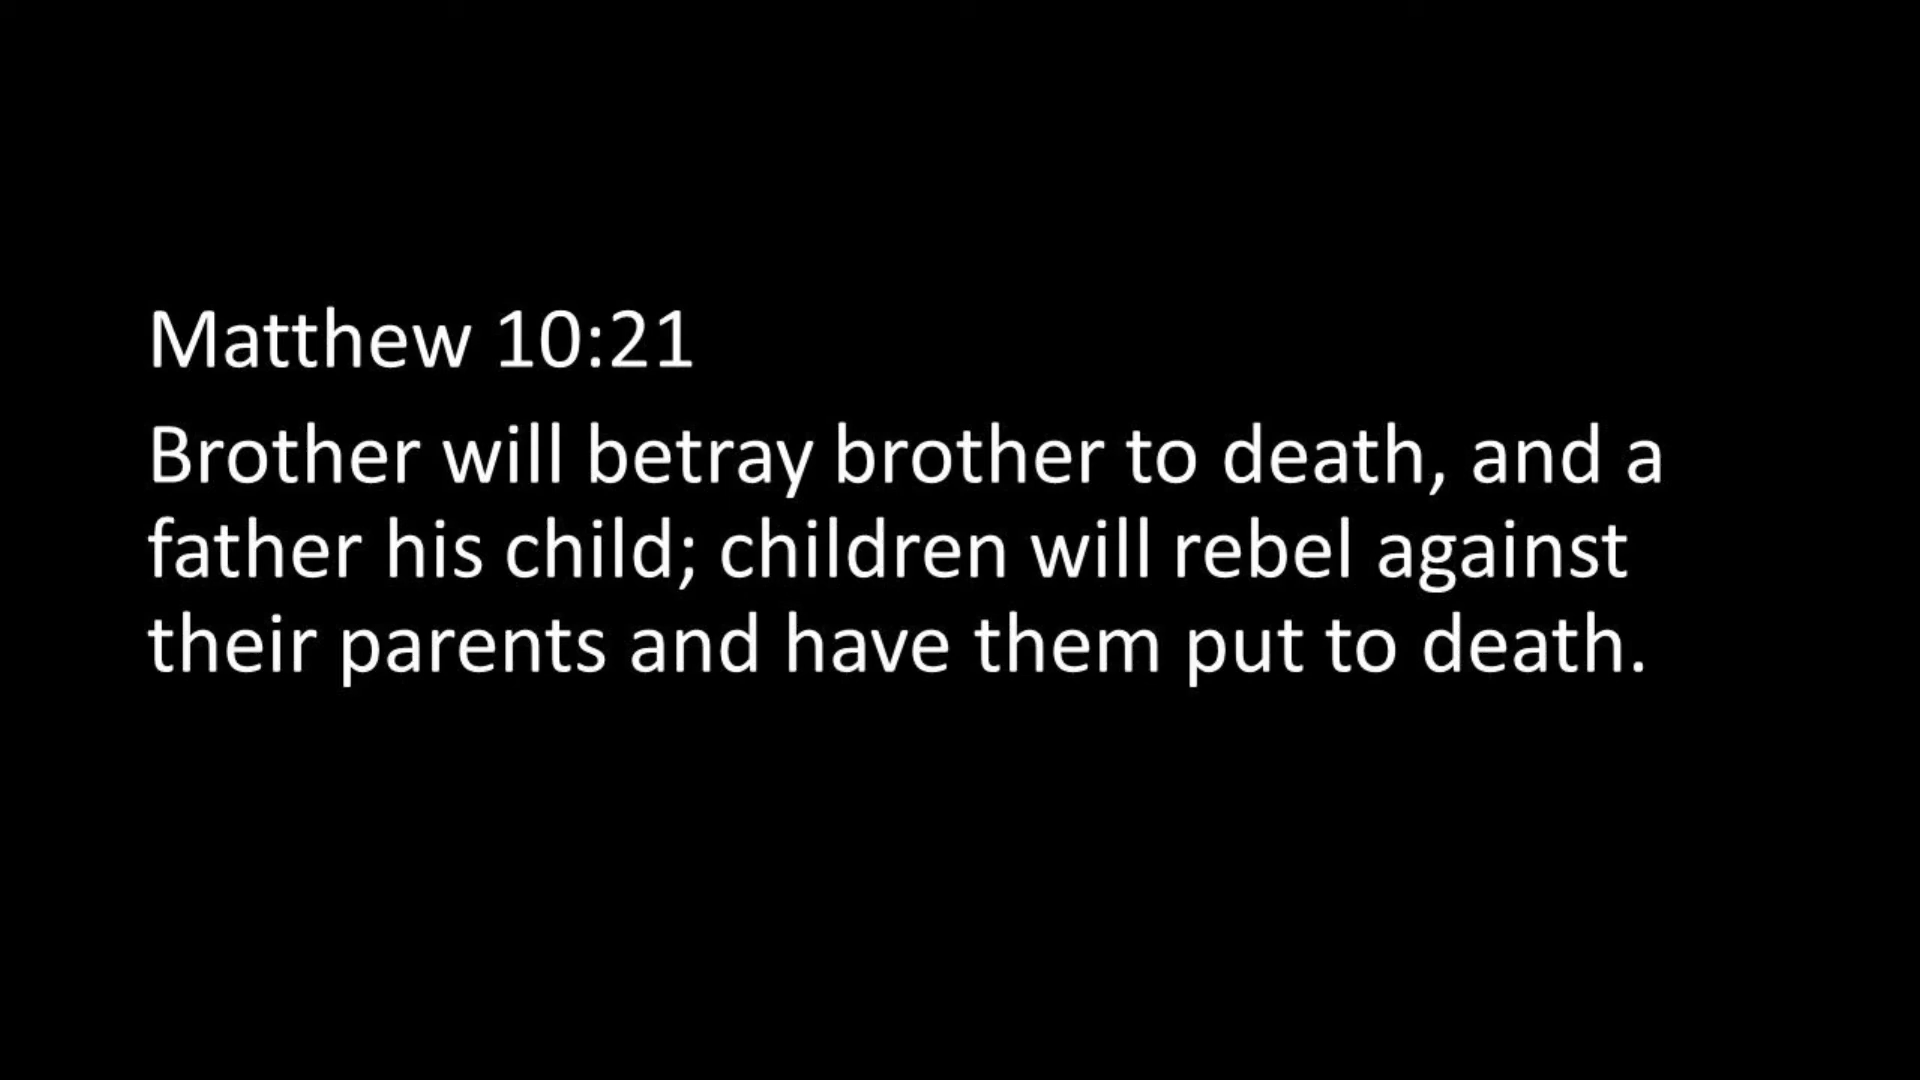 Matthew 10:21
Brother will betray brother to death, and a
father his child; children will rebel against
their parents and have them put to death.